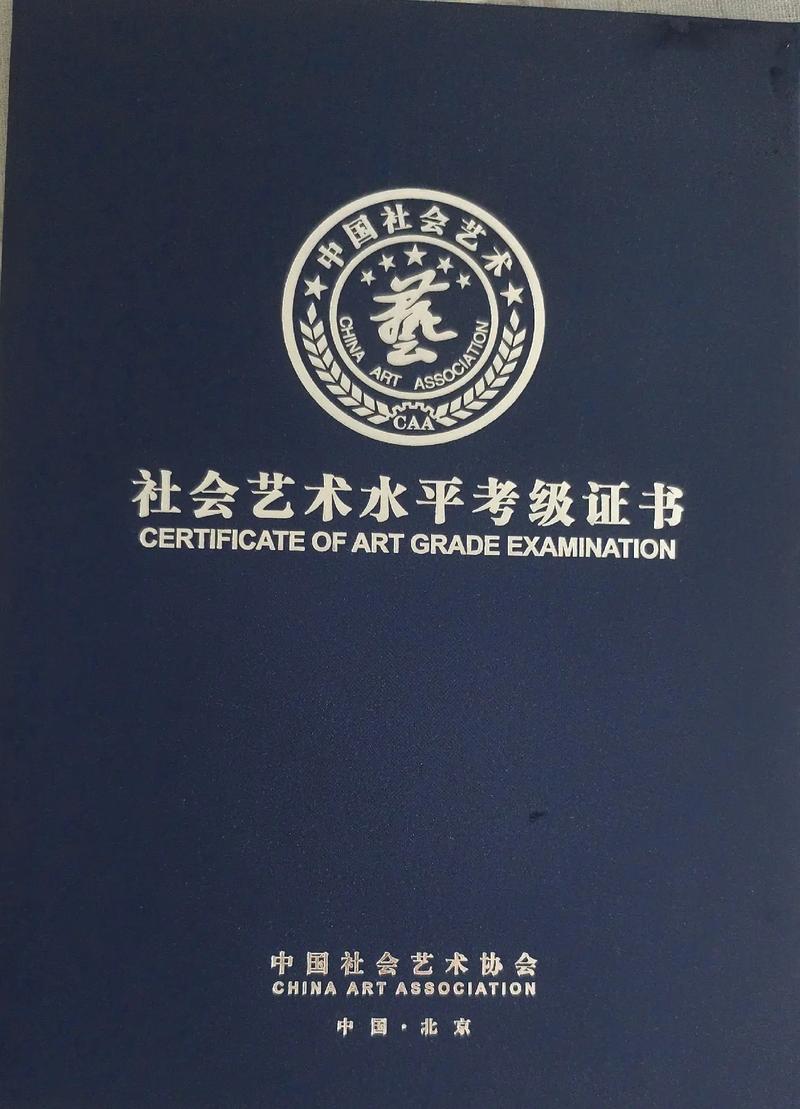 中国社会艺术
藝
CHINA ART ASSOCIATION
CAA
社会艺术水平考级证书
CERTIFICATE OF ART GRADE EXAMINATION
中国社会艺术协会
CHINA ART ASSOCIATION
中国·北京